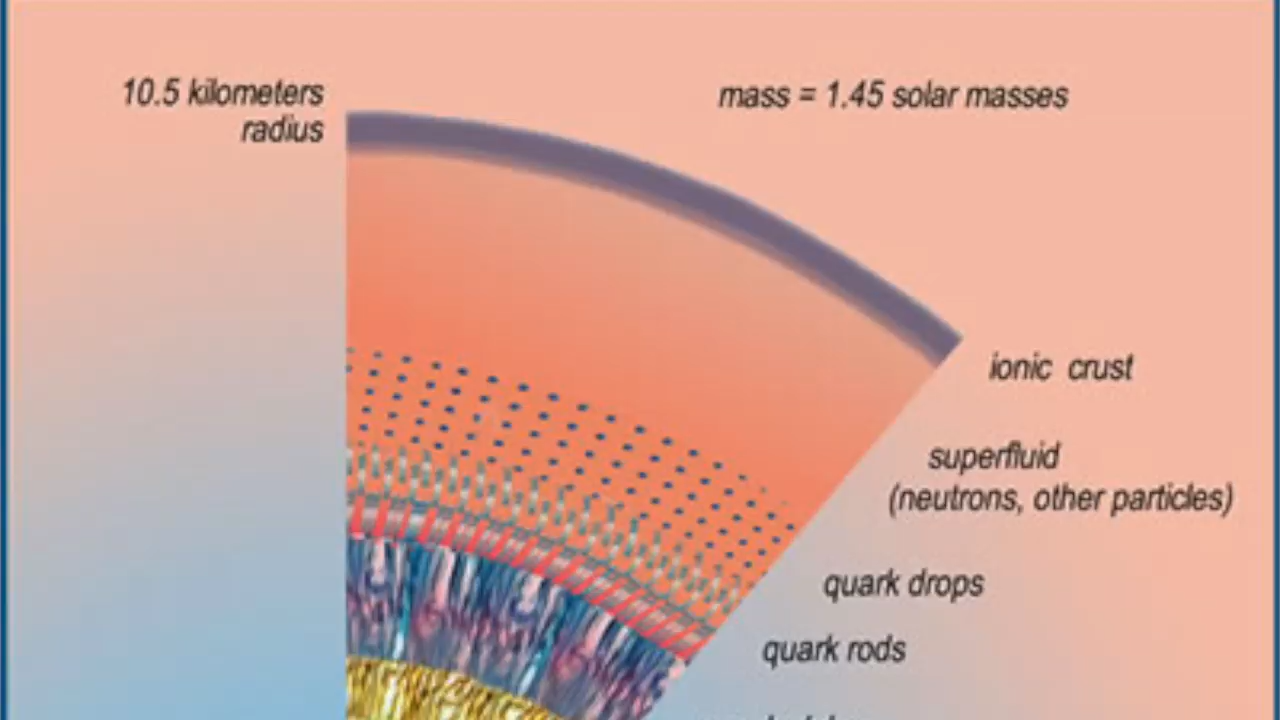 10.5 kilometers
radius
mass = 1.45 solar masses
ionic crust
superfluid
(neutrons, other particles)
quark drops
quark rods